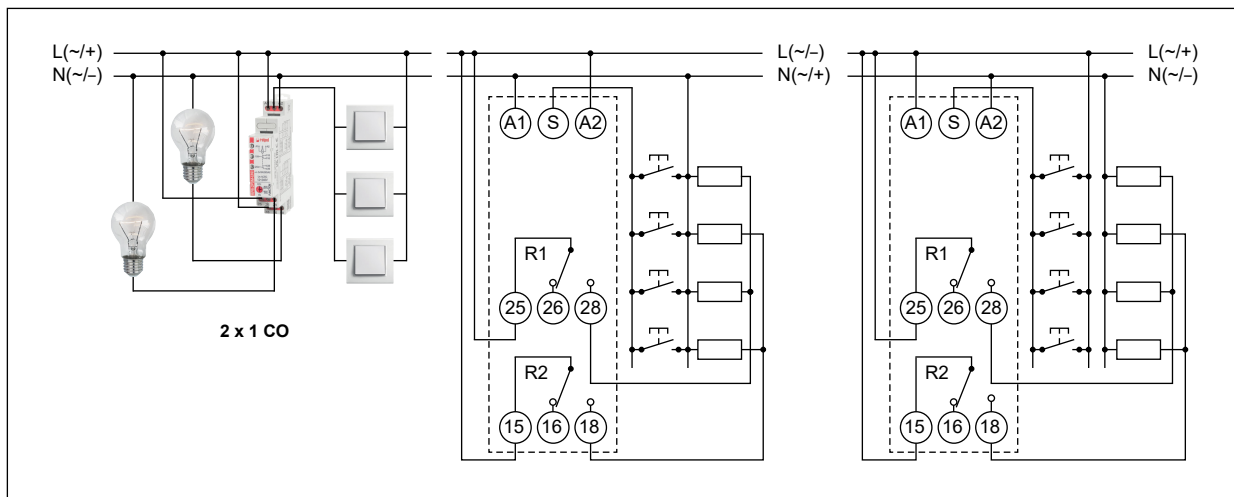 L(~/+)
N(~/–)
2 x 1 CO
L(~/–)
N(~/+)
A1 S A2
R1
25 26 28
R2
15 16 18
L(~/+)
N(~/–)
A1 S A2
R1
25 26 28
R2
15 16 18